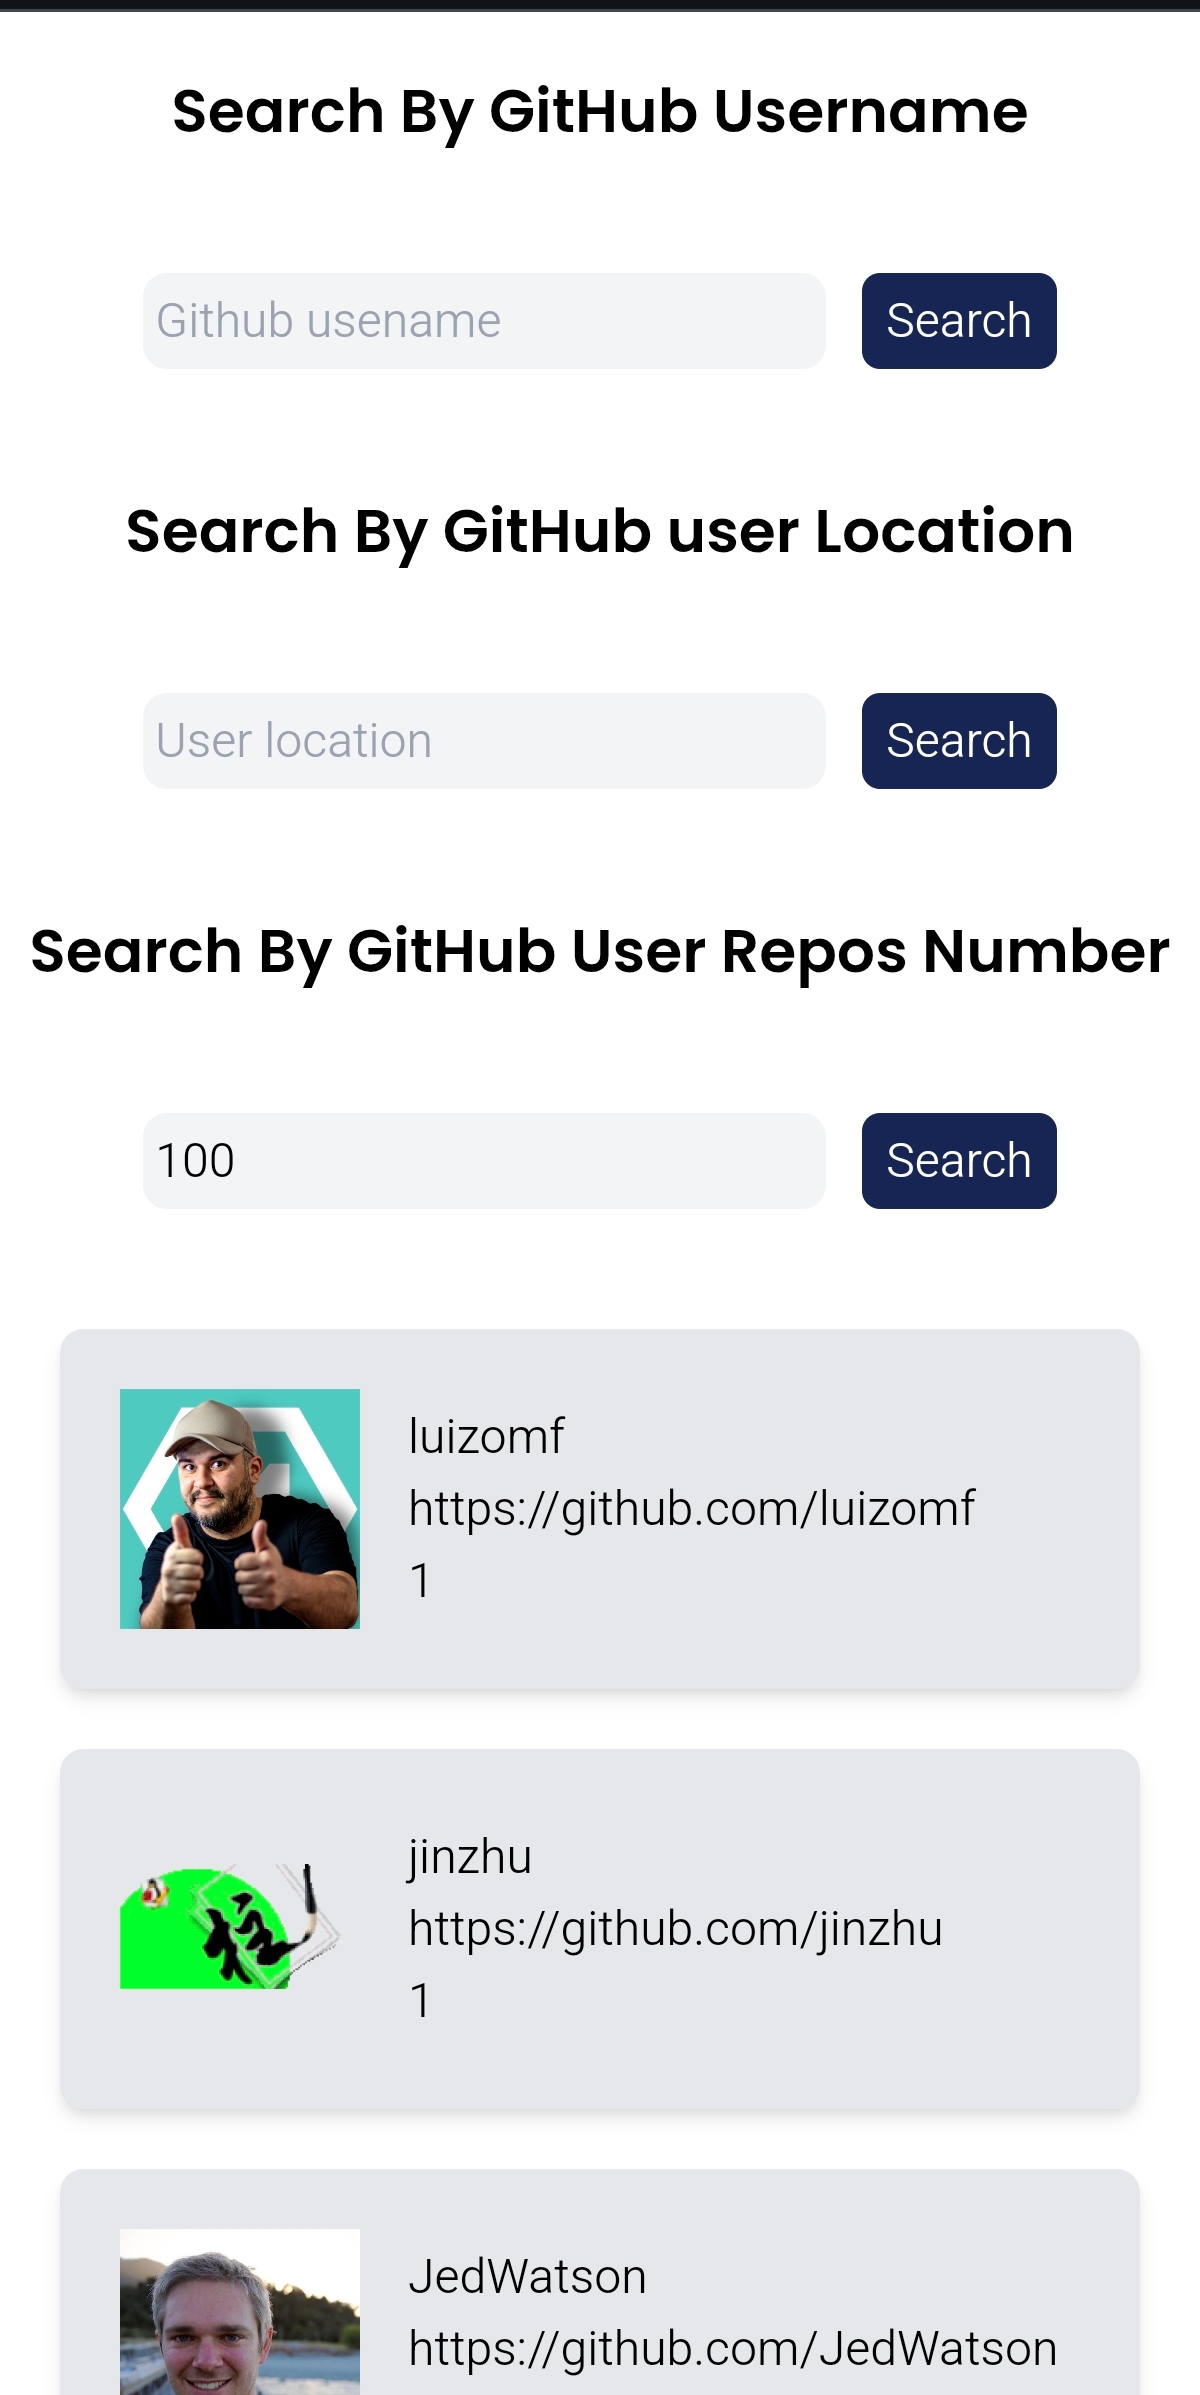 Search By GitHub Username
Github usename
Search
Search By GitHub user Location
User location
Search
Search By GitHub User Repos Number
100
Search
luizomf
https://github.com/luizomf
1
jinzhu
https://github.com/jinzhu
1
JedWatson
https://github.com/JedWatson